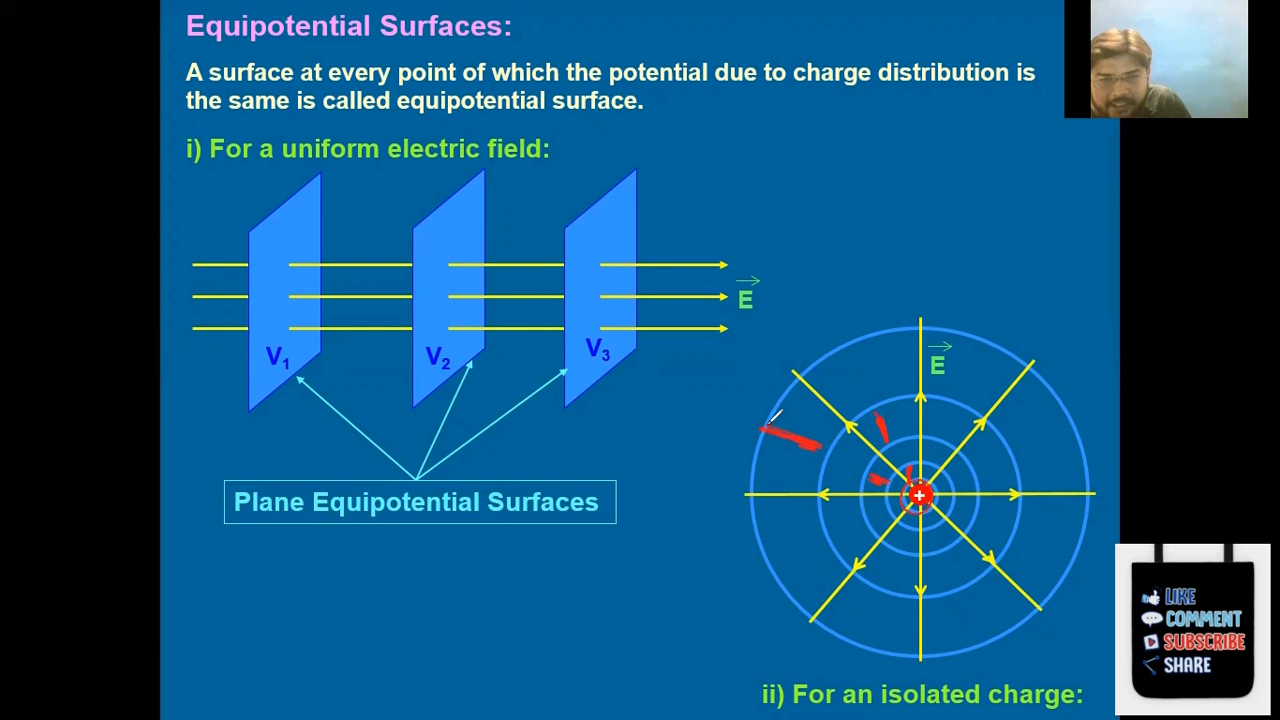 Equipotential Surfaces:
A surface at every point of which the potential due to charge distribution is
the same is called equipotential surface.
i) For a uniform electric field:
E
V1
V2
V3
E
Plane Equipotential Surfaces
+
ii) For an isolated charge:
LIKE
COMMENT
SUBSCRIBE
SHARE